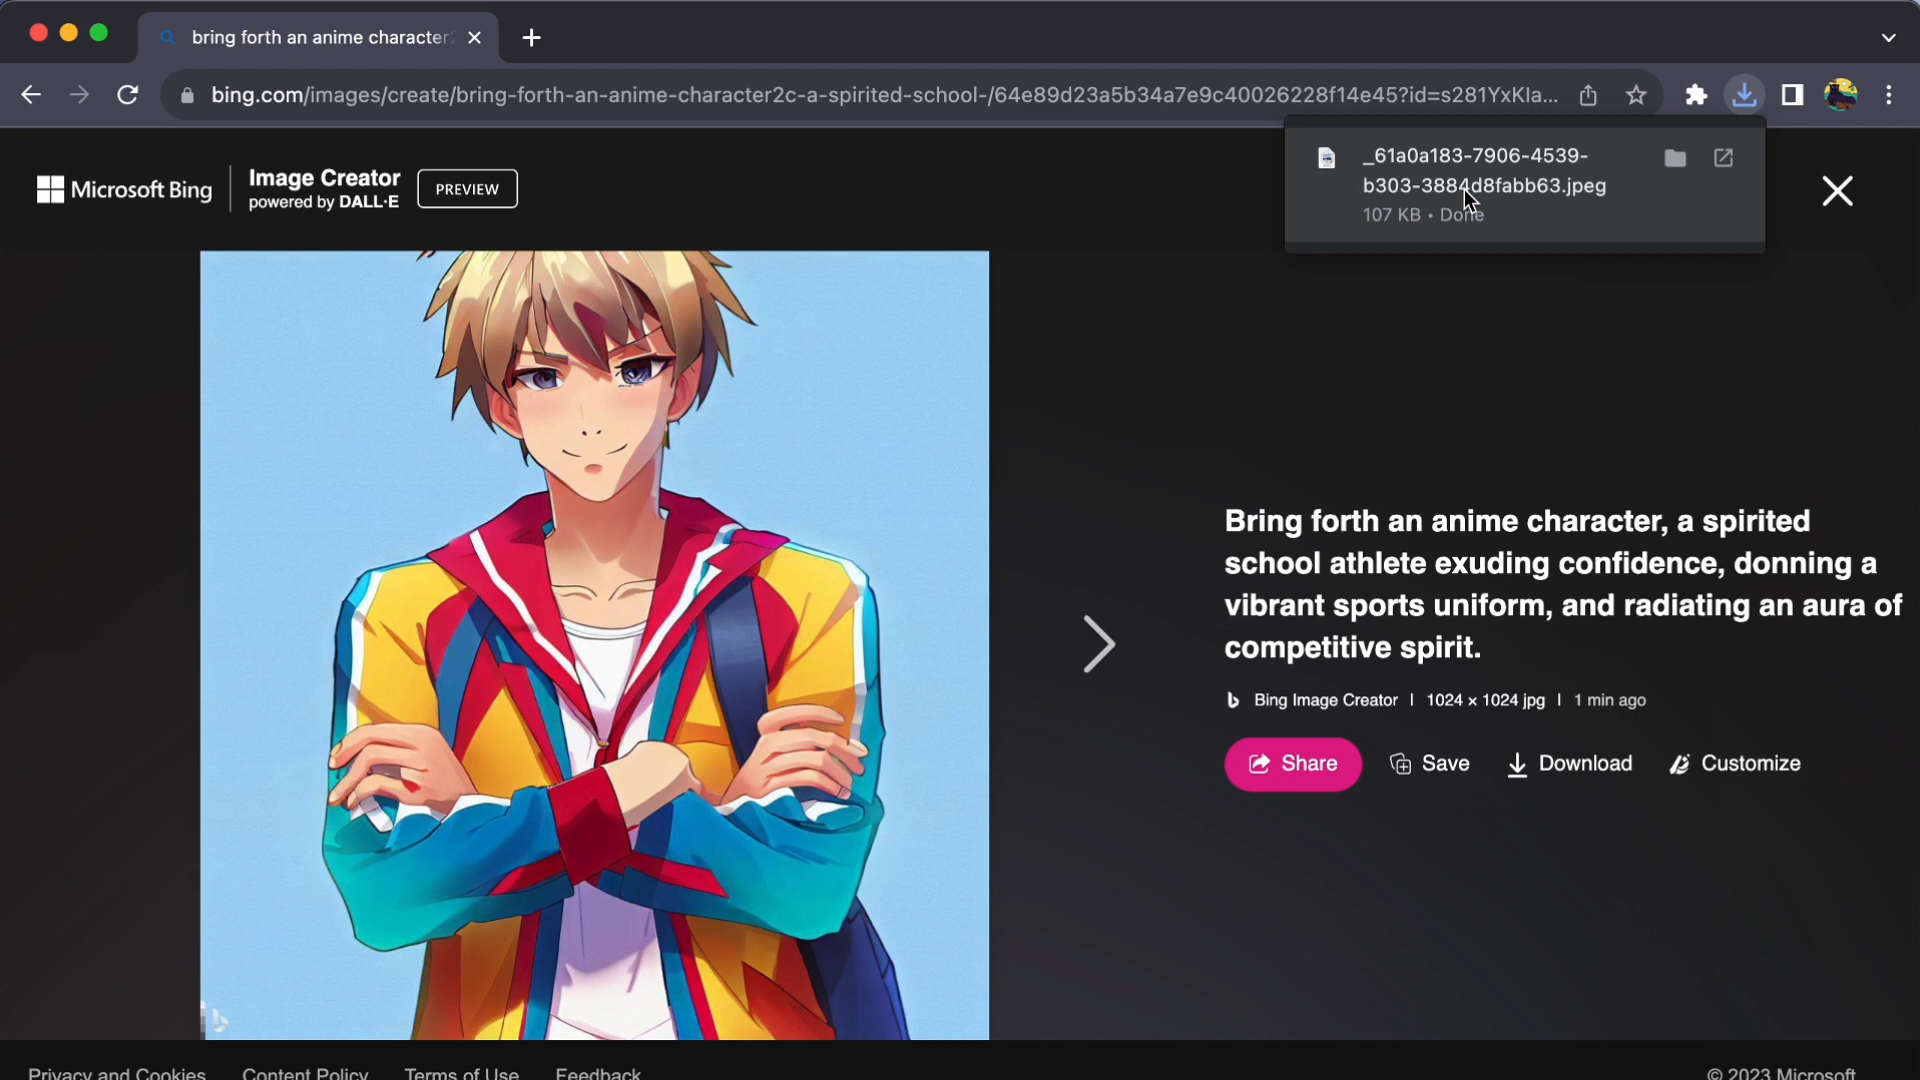 bring forth an anime character
bing.com/images/create/bring-forth-an-anime-character2c-a-spirited-school-/64e89d23a5b34a7e9c40026228f14e45?id=s281YxKla...
_61a0a183-7906-4539-
b303-3884d8fabb63.jpeg
107 KB • Done
Microsoft Bing
Image Creator
powered by DALL·E
PREVIEW
Bring forth an anime character, a spirited
school athlete exuding confidence, donning a
vibrant sports uniform, and radiating an aura of
competitive spirit.
Bing Image Creator | 1024 × 1024 jpg | 1 min ago
Share Save Download Customize
Privacy and Cookies Content Policy Terms of Use Feedback © 2023 Microsoft